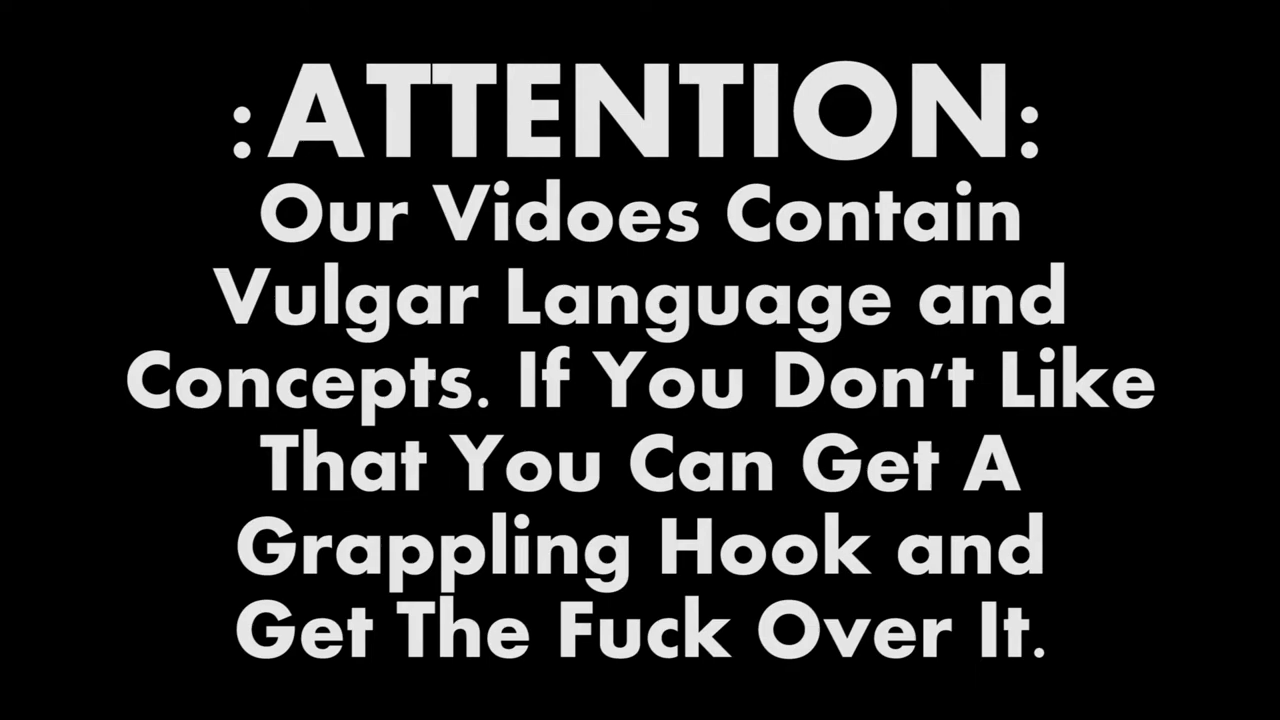 :ATTENTION:
Our Vidoes Contain
Vulgar Language and
Concepts. If You Don't Like
That You Can Get A
Grappling Hook and
Get The Fuck Over It.